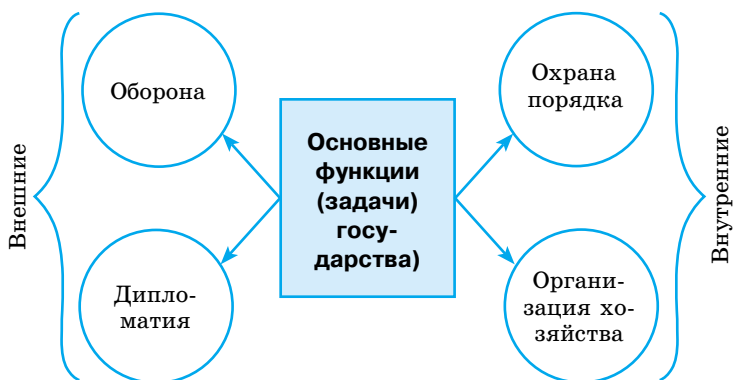 Внешние
Оборона
Дипло-
матия
Основные
функции
(задачи)
госу-
дарства)
Охрана
порядка
Органи-
зация хо-
зяйства
Внутренние